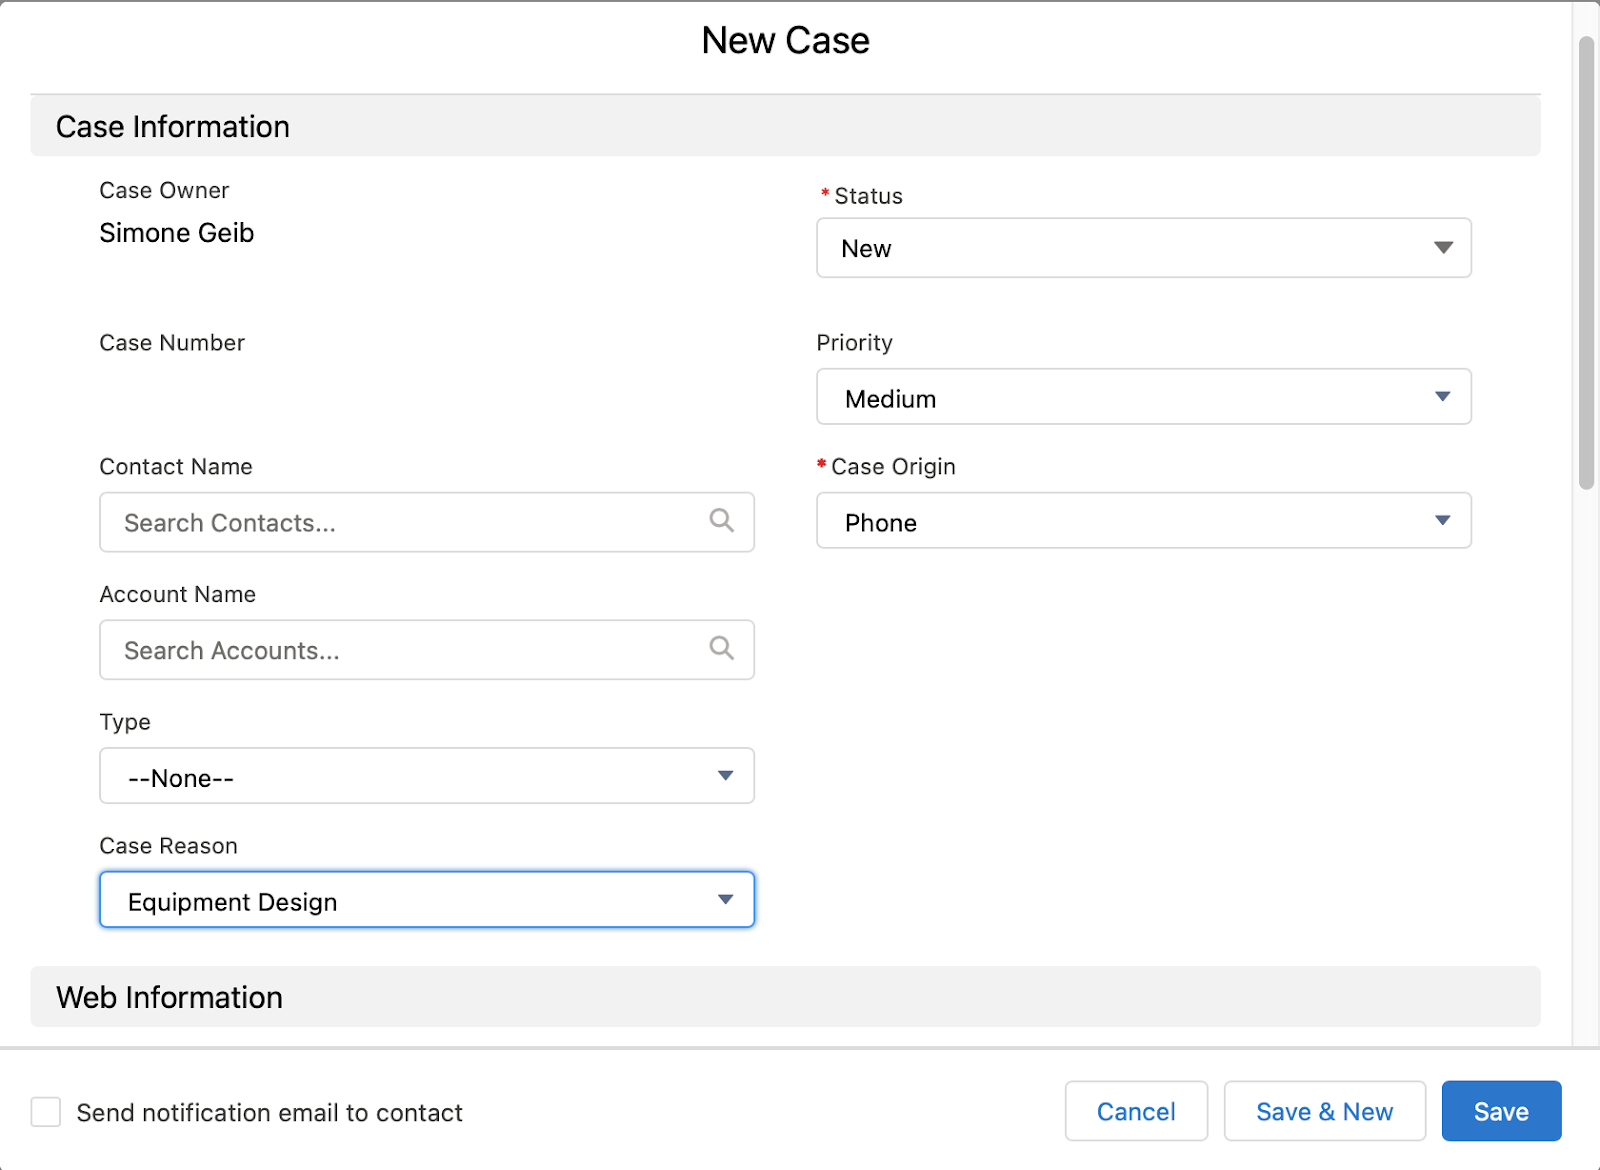 New Case
Case Information
Case Owner
Simone Geib
* Status
New
Case Number
Priority
Medium
Contact Name
Search Contacts...
* Case Origin
Phone
Account Name
Search Accounts...
Type
--None--
Case Reason
Equipment Design
Web Information
Send notification email to contact
Cancel
Save & New
Save